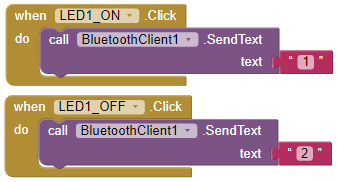 when LED1_ON .Click
do call BluetoothClient1 .SendText
text " 1 "
when LED1_OFF .Click
do call BluetoothClient1 .SendText
text " 2 "